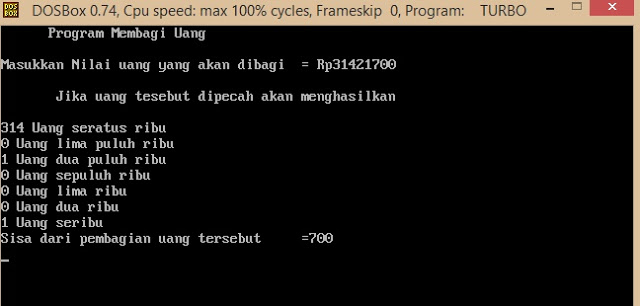 DOS
BOX
DOSBox 0.74, Cpu speed: max 100% cycles, Frameskip 0, Program: TURBO
Program Membagi Uang
Masukkan Nilai uang yang akan dibagi = Rp31421700
Jika uang tesebut dipecah akan menghasilkan
314 Uang seratus ribu
0 Uang lima puluh ribu
1 Uang dua puluh ribu
0 Uang sepuluh ribu
0 Uang lima ribu
0 Uang dua ribu
1 Uang seribu
Sisa dari pembagian uang tersebut =700